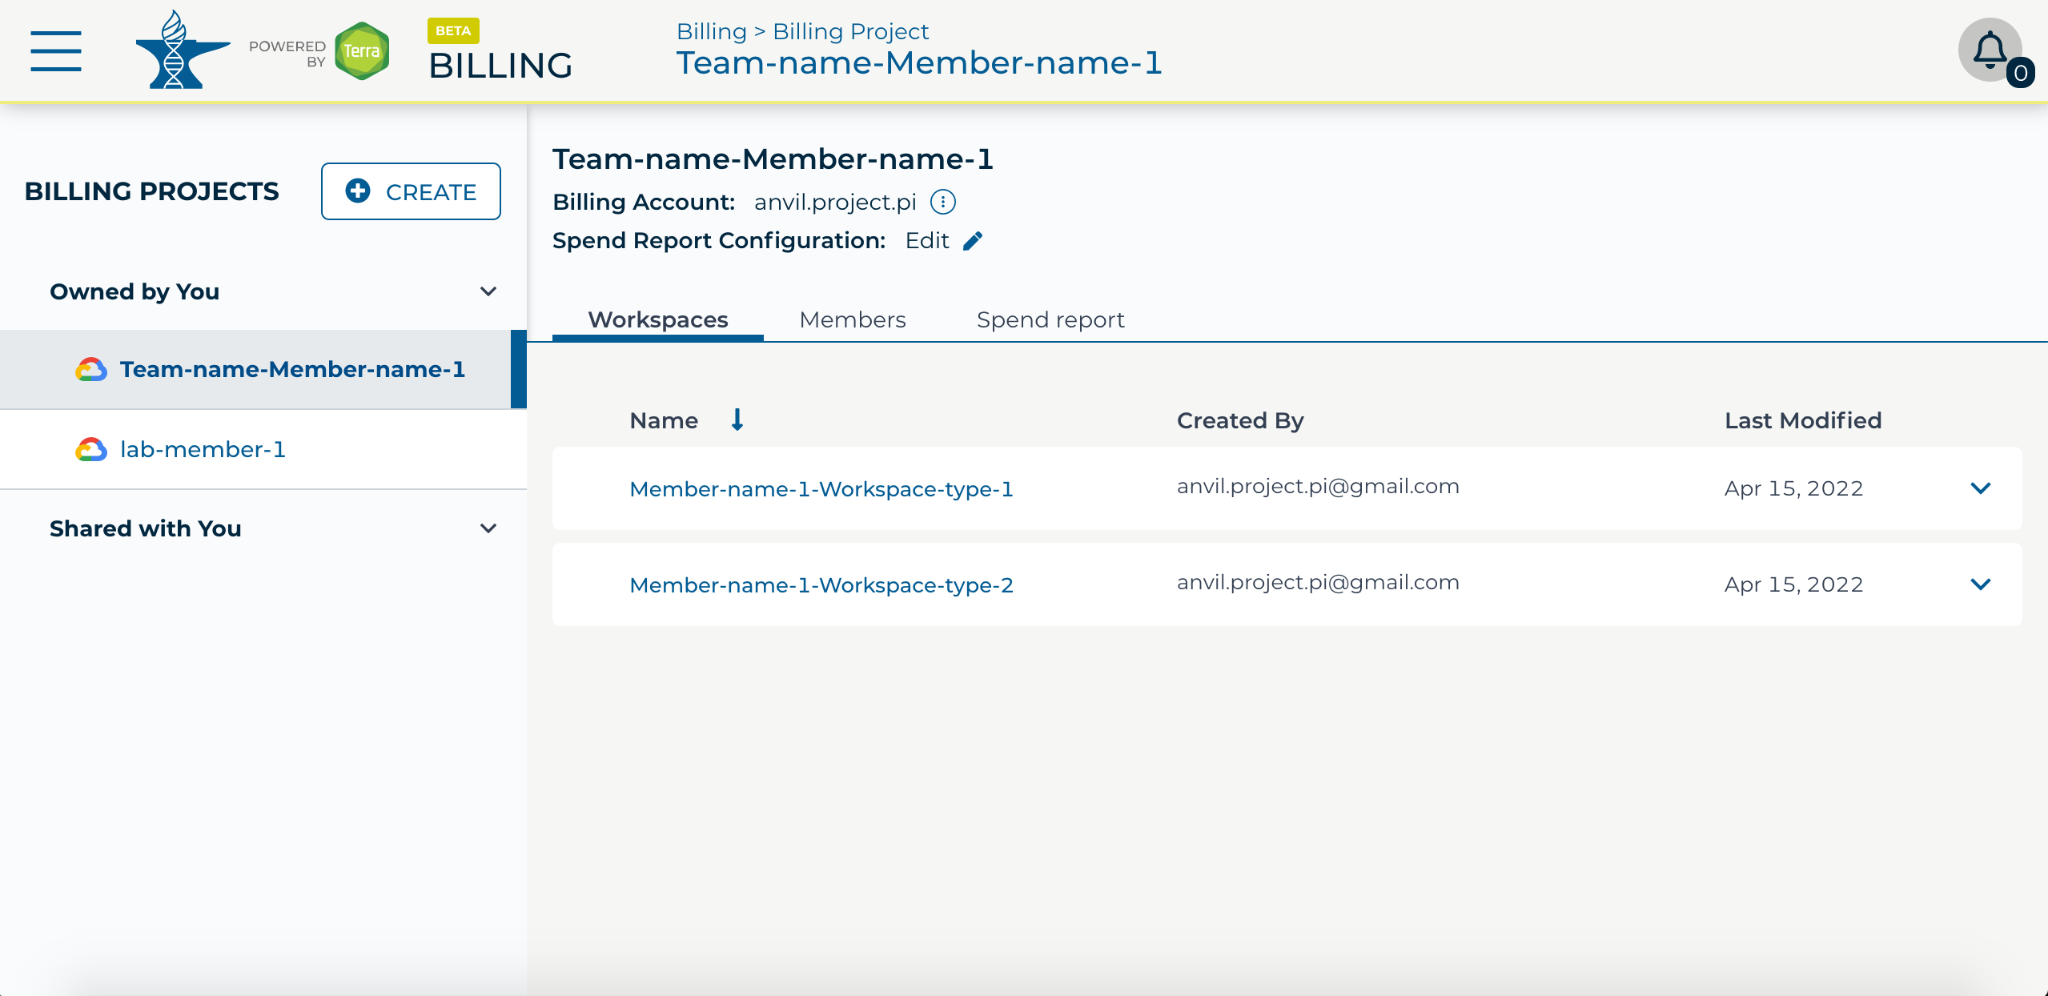 POWERED
BY
Terra
BETA
BILLING
Billing > Billing Project
Team-name-Member-name-1
0
BILLING PROJECTS
CREATE
Owned by You
Team-name-Member-name-1
lab-member-1
Shared with You
Team-name-Member-name-1
Billing Account: anvil.project.pi
Spend Report Configuration: Edit
Workspaces Members Spend report
Name Created By Last Modified
Member-name-1-Workspace-type-1 anvil.project.pi@gmail.com Apr 15, 2022
Member-name-1-Workspace-type-2 anvil.project.pi@gmail.com Apr 15, 2022